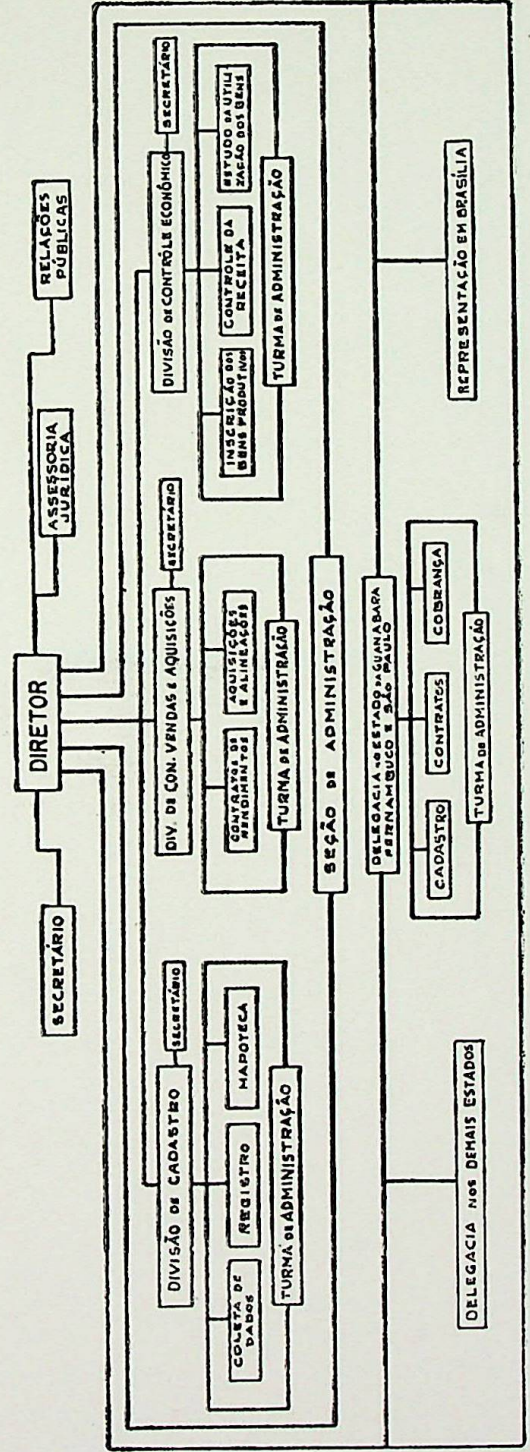 DIRETOR
SECRETÁRIO
ASSESSORIA
JURÍDICA
RELAÇÕES
PÚBLICAS
DIVISÃO DE CADASTRO
SECRETÁRIO
COLETA DE
DADOS
REGISTRO
MAPOTECA
TURMA DE ADMINISTRAÇÃO
DIV. DE CON. VENDAS E AQUISIÇÕES
SECRETÁRIO
CONTRATOS DE
RENDIMENTOS
AQUISIÇÕES
E ALINEAÇÕES
TURMA DE ADMINISTRAÇÃO
DIVISÃO DE CONTRÔLE ECONÔMICO
SECRETÁRIO
INSCRIÇÃO DOS
BENS PRODUTIVOS
CONTROLE DA
RECEITA
ESTUDO DA UTILI
ZAÇÃO DOS BENS
TURMA DE ADMINISTRAÇÃO
SEÇÃO DE ADMINISTRAÇÃO
DELEGACIA NO ESTADO DA GUANABARA
PERNAMBUCO E SÃO PAULO
CADASTRO
CONTRATOS
COBRANÇA
TURMA DE ADMINISTRAÇÃO
DELEGACIA NOS DEMAIS ESTADOS
REPRESENTAÇÃO EM BRASÍLIA